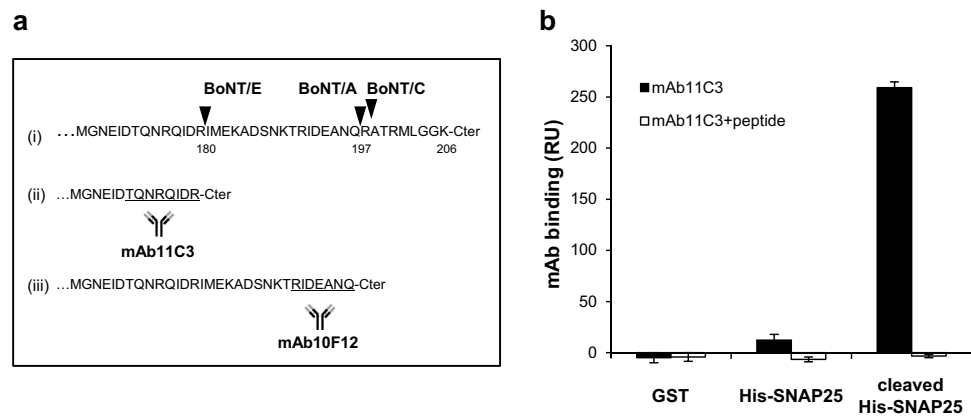 a
BoNT/E BoNT/A BoNT/C
(i) ...MGNEIDTQNRQIDRIMEKADSNKTRIDEANQRATRMLGGK-Cter
180 197 206
(ii) ...MGNEIDTQNRQIDR-Cter
mAb11C3
(iii) ...MGNEIDTQNRQIDRIMEKADSNKTRIDEANQ-Cter
mAb10F12
b
mAb binding (RU)
300
250
200
150
100
50
0
mAb11C3
mAb11C3+peptide
GST His-SNAP25 cleaved
His-SNAP25